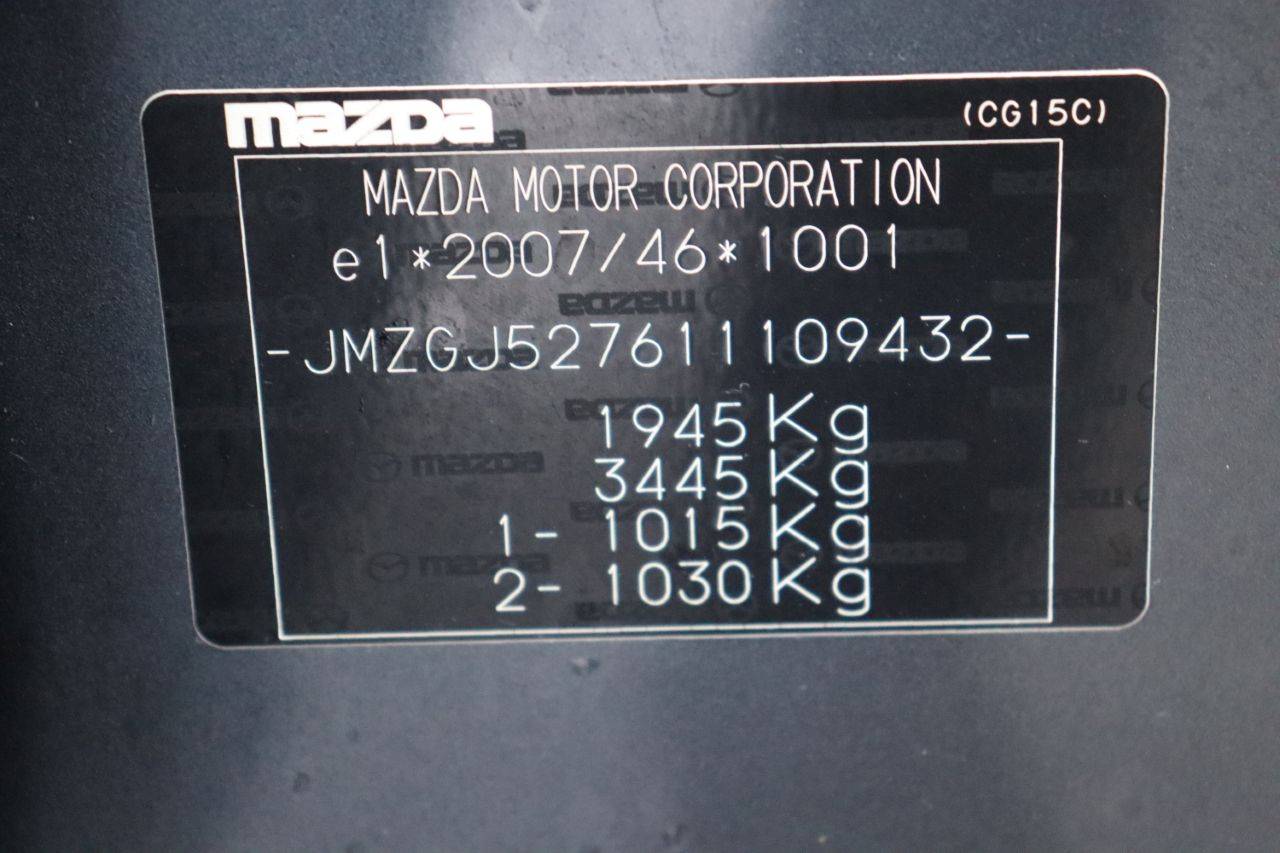 mazda
(CG15C)
MAZDA MOTOR CORPORATION
e1*2007/46*1001
-JMZGJ527611109432-
1945Kg
3445Kg
1- 1015Kg
2- 1030Kg